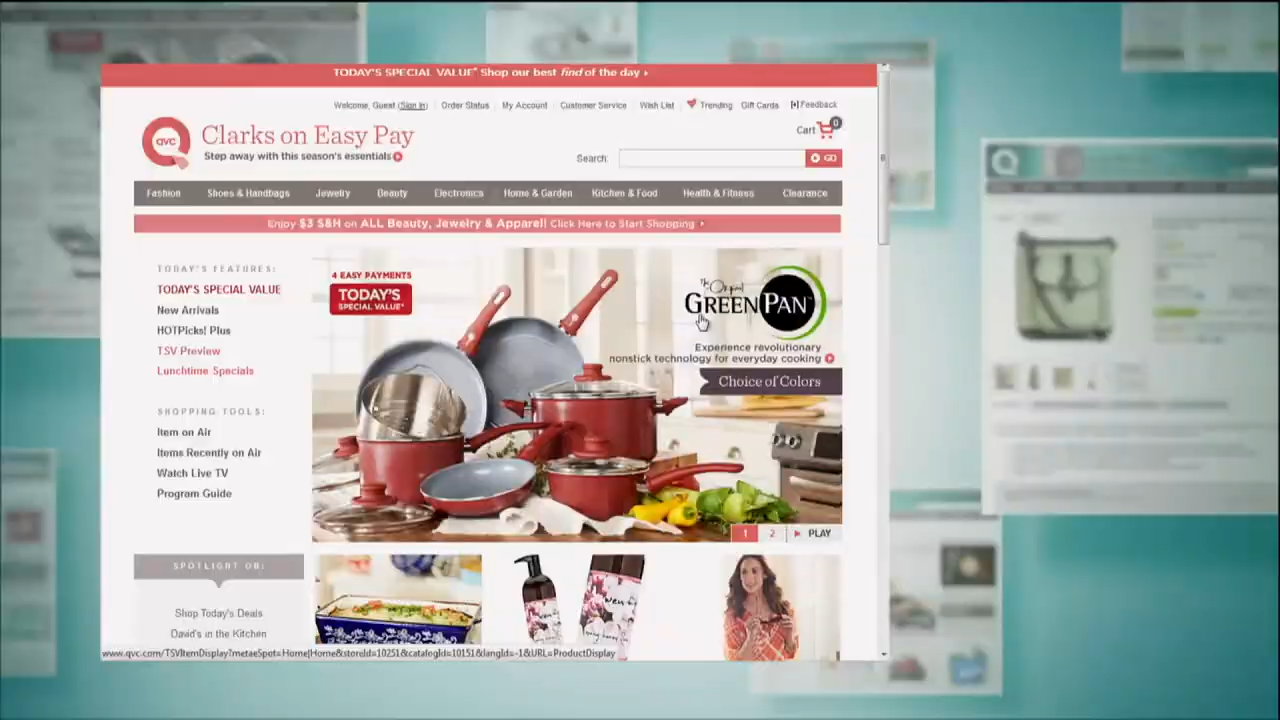 TODAY'S SPECIAL VALUE* Shop our best find of the day
Welcome, Guest (Sign In) Order Status My Account Customer Service Wish List Trending Gift Cards [+] Feedback
qvc
Clarks on Easy Pay
Cart 0
Step away with this season's essentials
Search: GO
Fashion Shoes & Handbags Jewelry Beauty Electronics Home & Garden Kitchen & Food Health & Fitness Clearance
Enjoy $3 S&H on ALL Beauty, Jewelry & Apparel! Click Here to Start Shopping
TODAY'S FEATURES:
TODAY'S SPECIAL VALUE
New Arrivals
HOTPicks! Plus
TSV Preview
Lunchtime Specials
SHOPPING TOOLS:
Item on Air
Items Recently on Air
Watch Live TV
Program Guide
4 EASY PAYMENTS
TODAY'S
SPECIAL VALUE*
The Original
GREENPAN™
Experience revolutionary
nonstick technology for everyday cooking
Choice of Colors
1 2 PLAY
SPOTLIGHT ON:
Shop Today's Deals
David's in the Kitchen
wen
www.qvc.com/TSVItemDisplay?metaeSpot=Home|Home&storeId=10251&catalogId=10151&langId=-1&URL=ProductDisplay